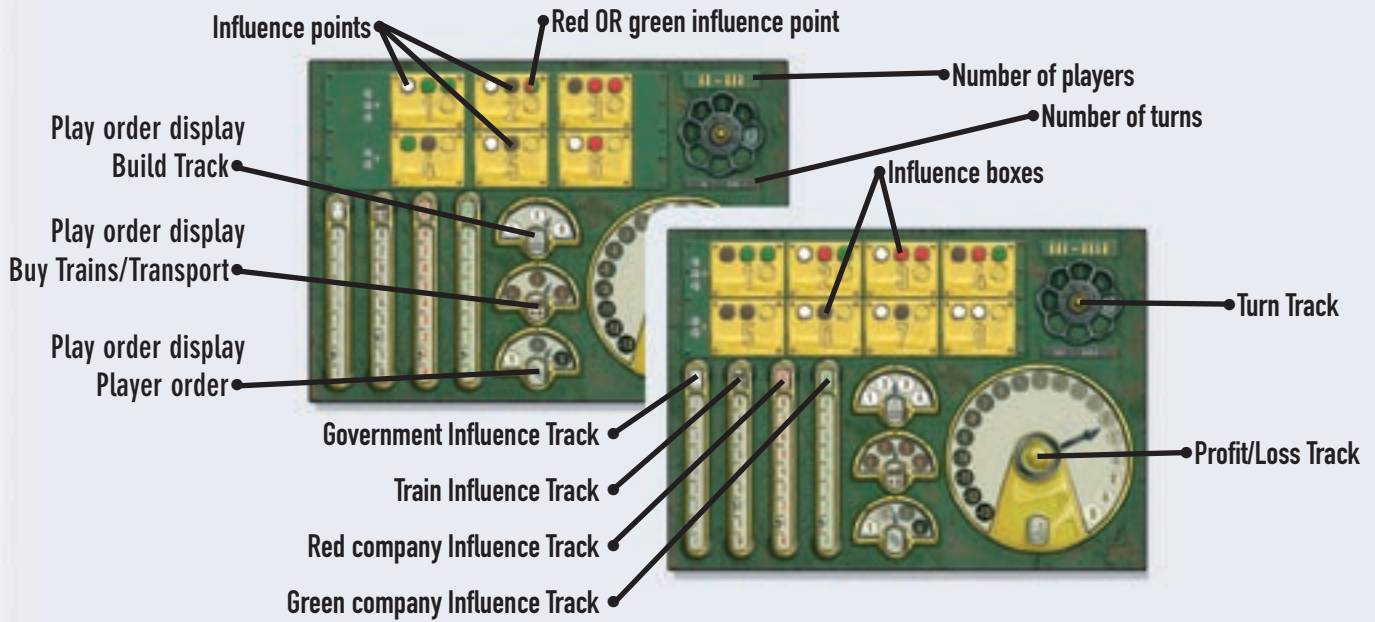 Influence points
Red OR green influence point
Number of players
Number of turns
Play order display
Build Track
Influence boxes
Play order display
Buy Trains/Transport
Turn Track
Play order display
Player order
Government Influence Track
Profit/Loss Track
Train Influence Track
Red company Influence Track
Green company Influence Track